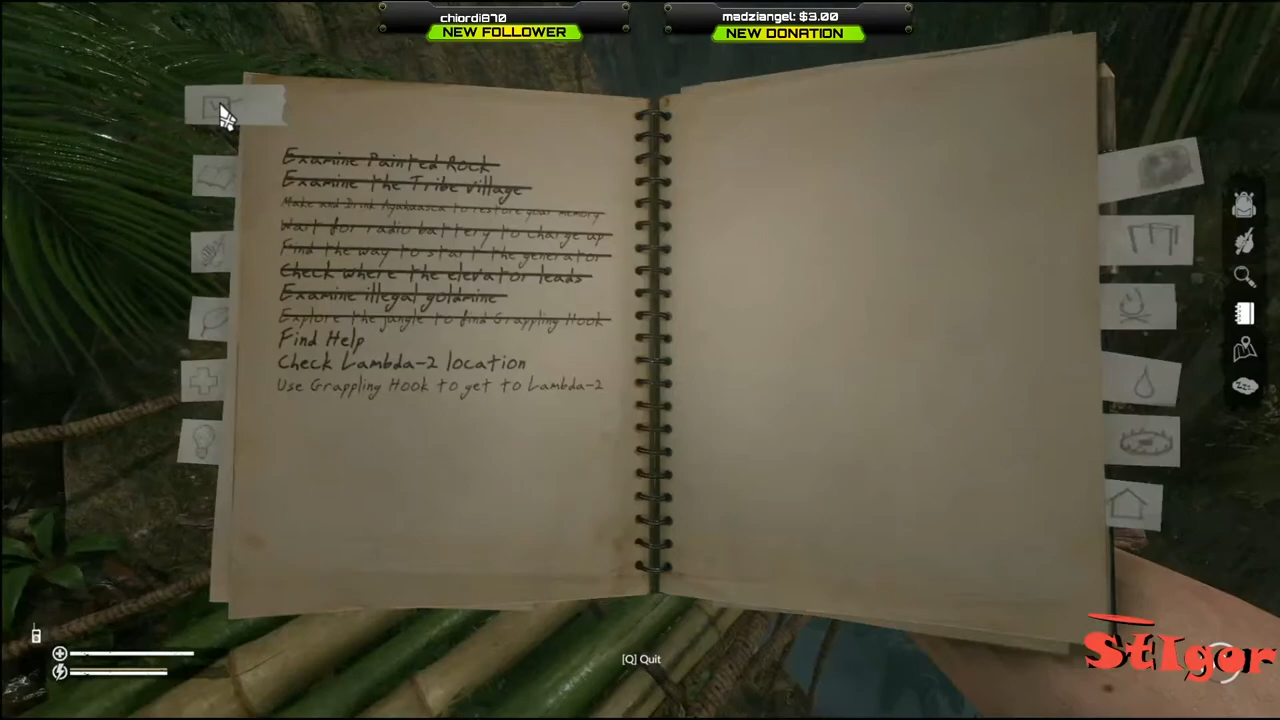 chiordi870
NEW FOLLOWER
madziangel: $3.00
NEW DONATION
Examine Painted Rock
Examine the Tribe village
Make and Drink Ayahuasca to restore your memory
Wait for radio battery to charge up
Find the way to start the generator
Check where the elevator leads
Examine illegal goldmine
Explore the jungle to find Grappling Hook
Find Help
Check Lambda-2 location
Use Grappling Hook to get to Lambda-2
[Q] Quit
StIgor